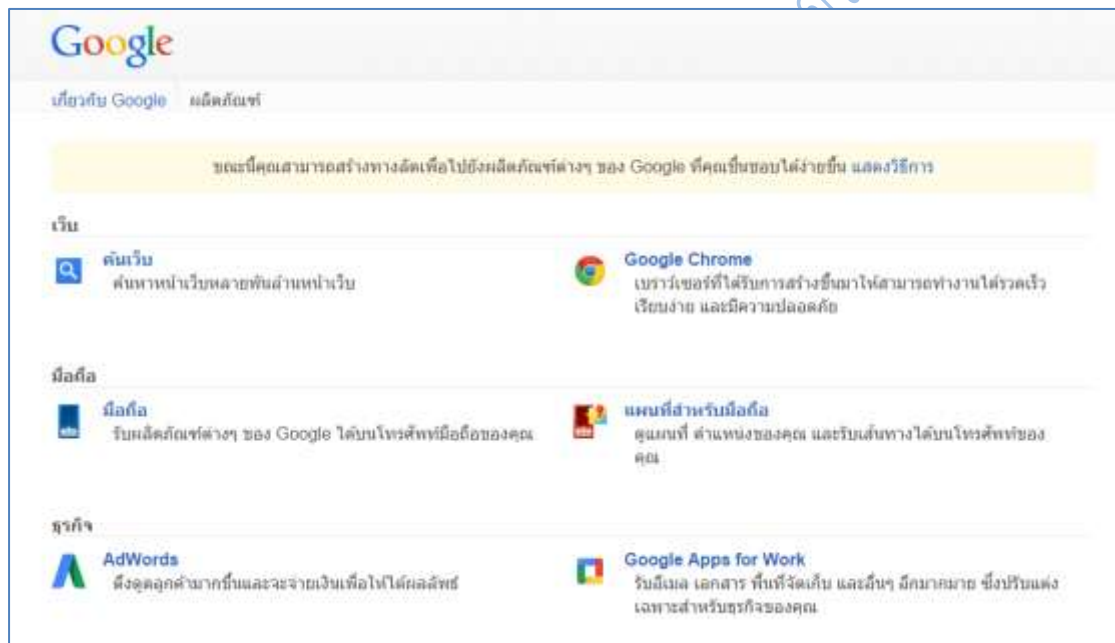 Google
เกี่ยวกับ Google ผลิตภัณฑ์
ขณะนี้คุณสามารถสร้างทางลัดเพื่อไปยังผลิตภัณฑ์ต่างๆ ของ Google ที่คุณชื่นชอบได้ง่ายขึ้น แสดงวิธีการ
เว็บ
ค้นเว็บ
ค้นหาหน้าเว็บหลายพันล้านหน้าเว็บ
Google Chrome
เบราว์เซอร์ที่ได้รับการสร้างขึ้นมาให้สามารถทำงานได้รวดเร็ว
เรียบง่าย และมีความปลอดภัย
มือถือ
มือถือ
รับผลิตภัณฑ์ต่างๆ ของ Google ได้บนโทรศัพท์มือถือของคุณ
แผนที่สำหรับมือถือ
ดูแผนที่ ตำแหน่งของคุณ และรับเส้นทางได้บนโทรศัพท์ของ
คุณ
ธุรกิจ
AdWords
ดึงดูดลูกค้ามากขึ้นและจะจ่ายเงินเพื่อให้ได้ผลลัพธ์
Google Apps for Work
รับอีเมล เอกสาร พื้นที่จัดเก็บ และอื่นๆ อีกมากมาย ซึ่งปรับแต่ง
เฉพาะสำหรับธุรกิจของคุณ